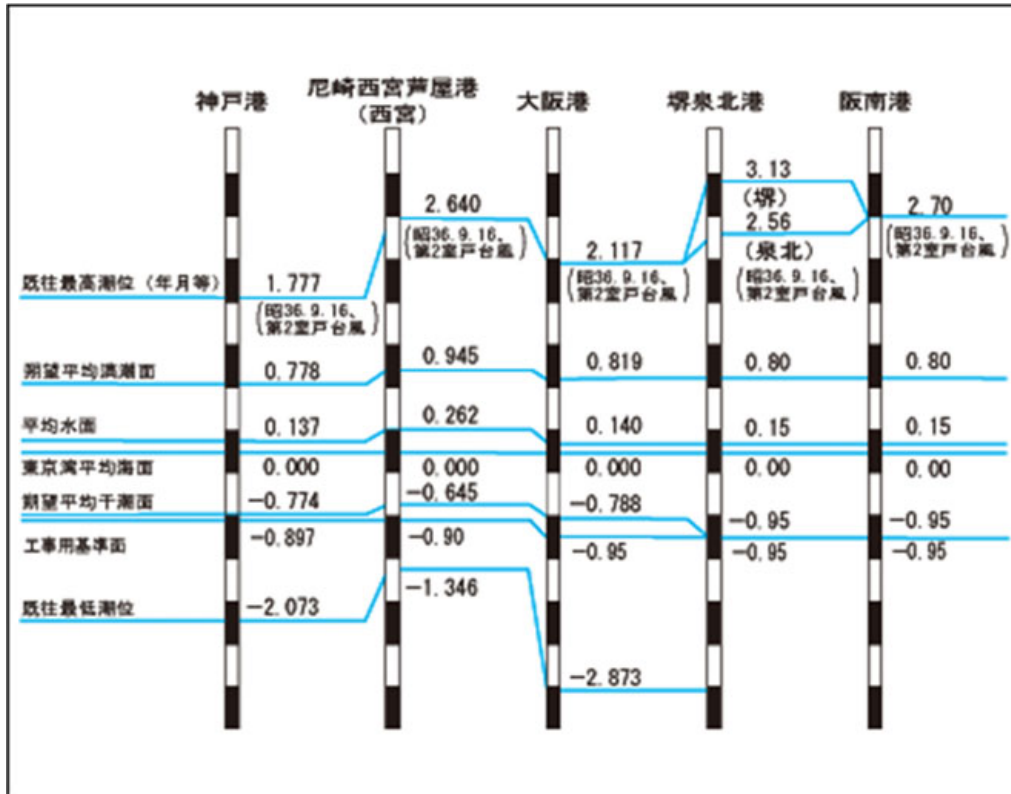 神戸港
尼崎西宮芦屋港
（西宮）
大阪港
堺泉北港
阪南港
3.13
（堺）
2.56
（泉北）
（昭36.9.16、
第2室戸台風）
2.640
（昭36.9.16、
第2室戸台風）
2.117
（昭36.9.16、
第2室戸台風）
2.70
（昭36.9.16、
第2室戸台風）
既往最高潮位（年月等）
1.777
（昭36.9.16、
第2室戸台風）
朔望平均満潮面
0.778
0.945
0.819
0.80
0.80
平均水面
0.137
0.262
0.140
0.15
0.15
東京湾平均海面
0.000
0.000
0.000
0.00
0.00
期望平均干潮面
-0.774
-0.645
-0.788
-0.95
-0.95
工事用基準面
-0.897
-0.90
-0.95
-0.95
-0.95
既往最低潮位
-2.073
-1.346
-2.873